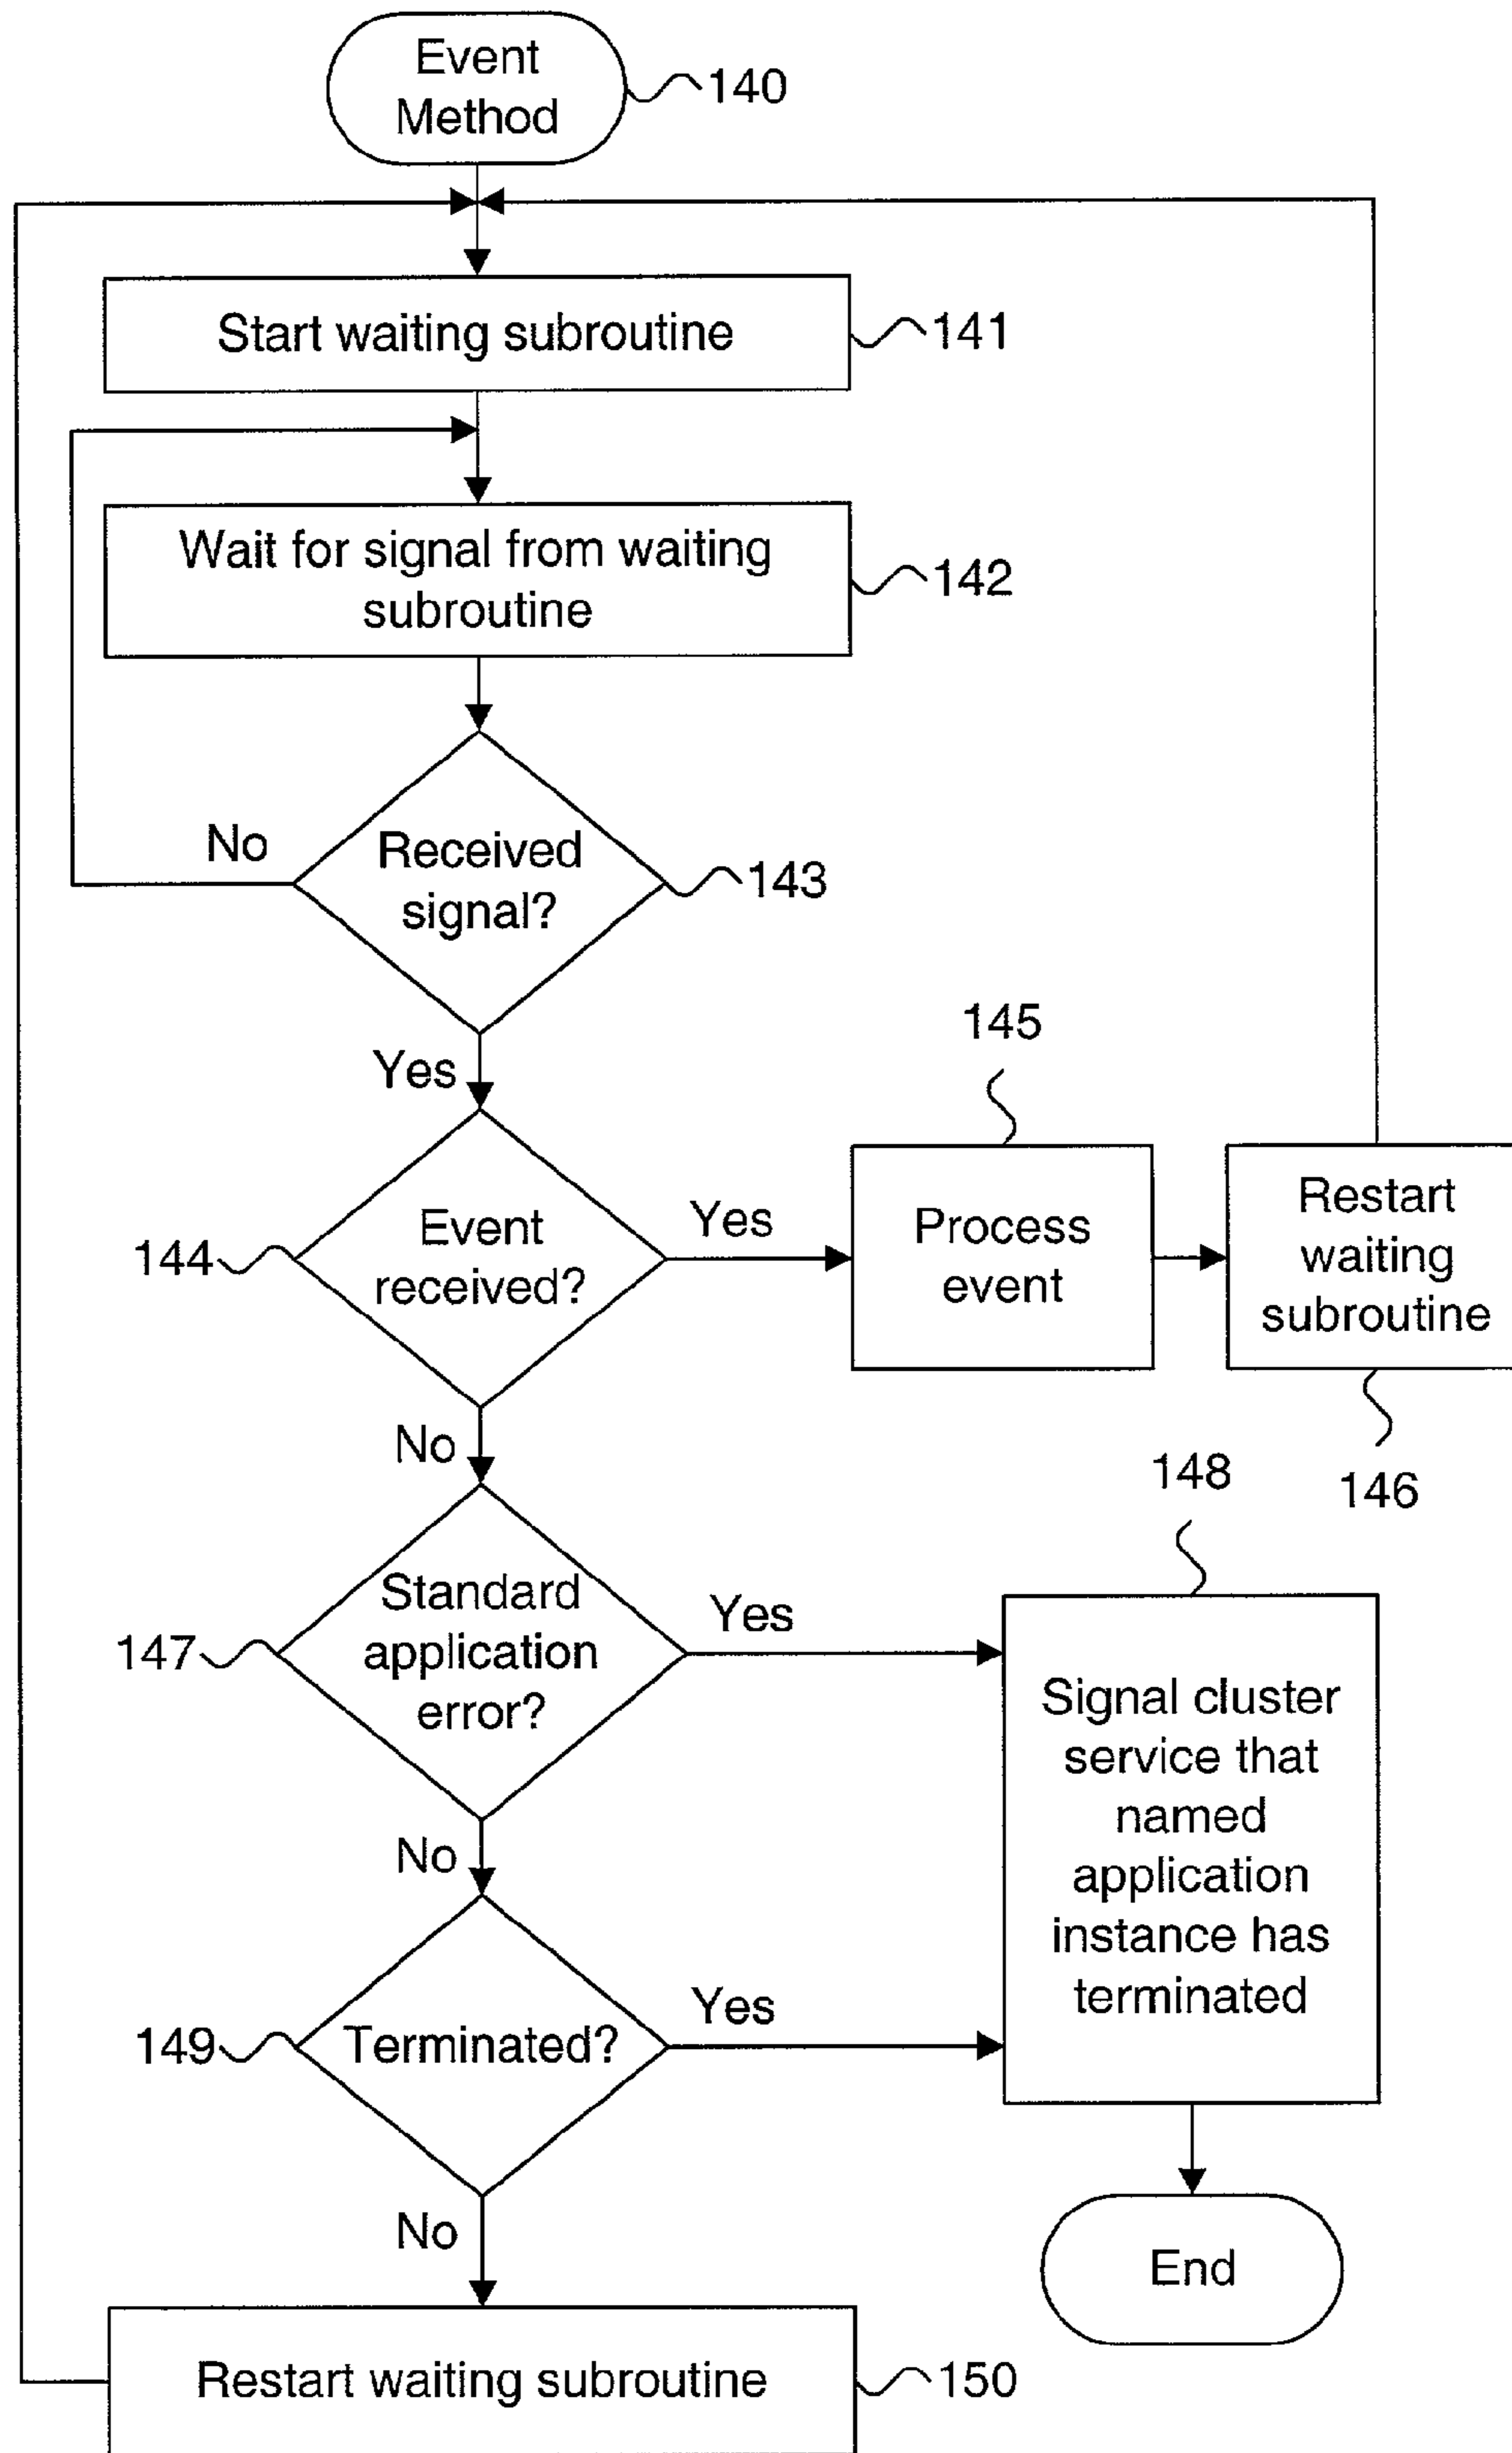 Event
Method
140
Start waiting subroutine
141
Wait for signal from waiting
subroutine
142
No
Received
signal?
143
Yes
145
144
Event
received?
Yes
Process
event
Restart
waiting
subroutine
146
No
148
147
Standard
application
error?
Yes
Signal cluster
service that
named
application
instance has
terminated
No
149
Terminated?
Yes
No
End
Restart waiting subroutine
150